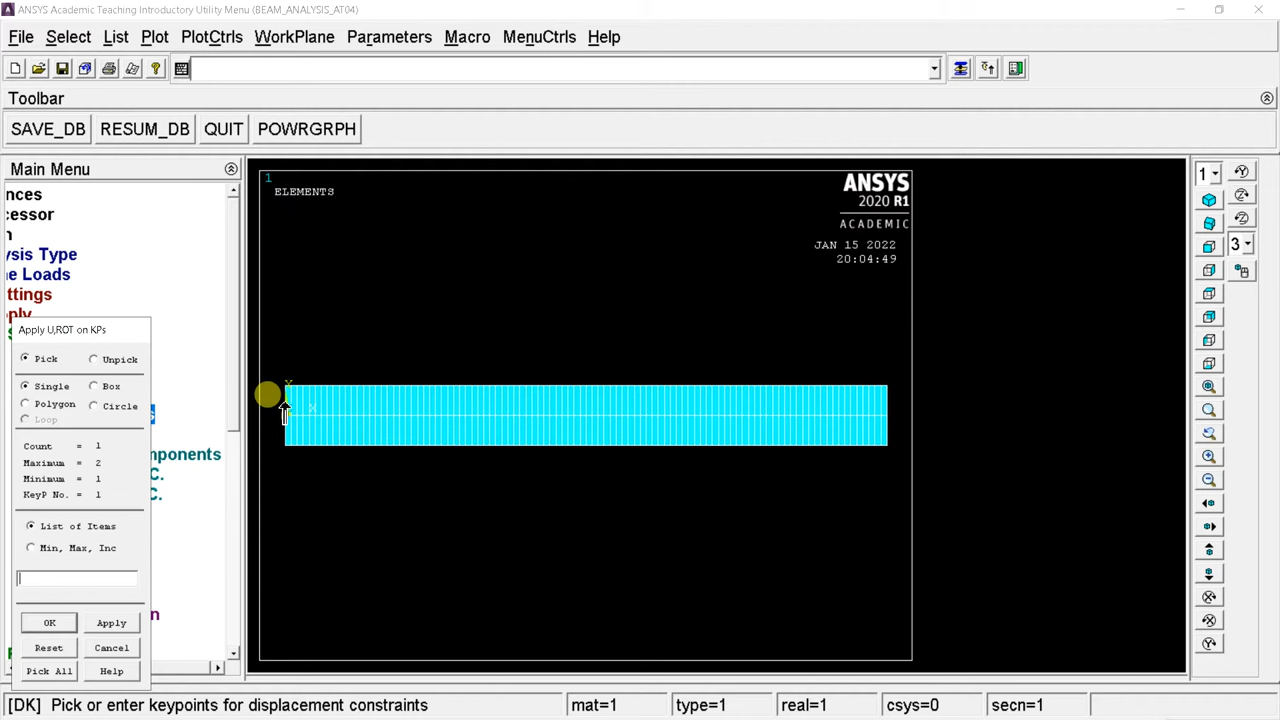 ANSYS Academic Teaching Introductory Utility Menu (BEAM_ANALYSIS_AT04)
File Select List Plot PlotCtrls WorkPlane Parameters Macro MenuCtrls Help
Toolbar
SAVE_DB RESUM_DB QUIT POWRGRPH
Main Menu
nces
cessor
n
ysis Type
e Loads
ttings
ply
Apply U,ROT on KPs
Pick Unpick
Single Box
Polygon Circle
Loop
Count = 1
Maximum = 2
Minimum = 1
KeyP No. = 1
List of Items
Min, Max, Inc
OK Apply
Reset Cancel
Pick All Help
s
mponents
C.
C.
n
1
ELEMENTS
ANSYS
2020 R1
ACADEMIC
JAN 15 2022
20:04:49
Y
X
1
3
[DK] Pick or enter keypoints for displacement constraints
mat=1 type=1 real=1 csys=0 secn=1